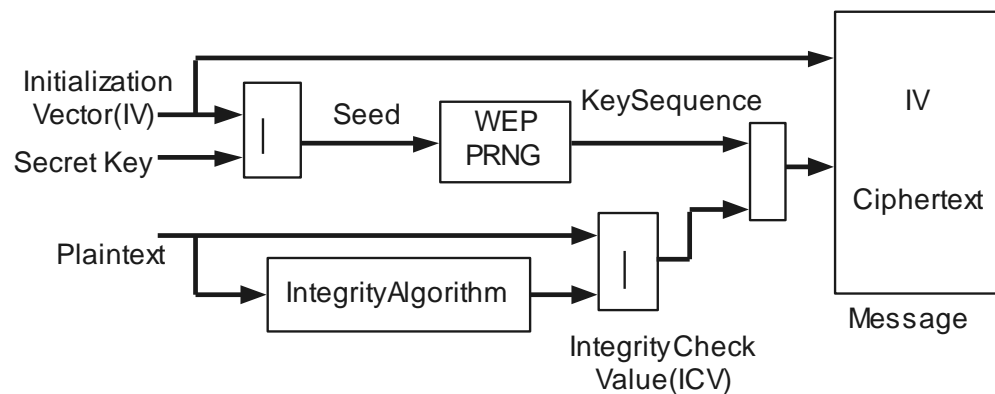 Initialization
Vector(IV)
Secret Key
|
Seed
WEP
PRNG
KeySequence
IV
Ciphertext
Message
Plaintext
IntegrityAlgorithm
|
IntegrityCheck
Value(ICV)